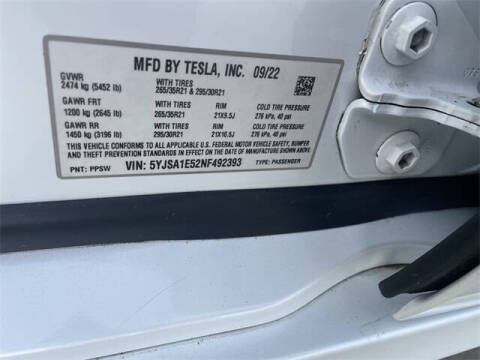 MFD BY TESLA, INC. 09/22
GVWR WITH TIRES
2474 kg (5452 lb) 265/35R21 & 295/30R21
GAWR FRT WITH TIRES RIM COLD TIRE PRESSURE
1200 kg (2645 lb) 265/35R21 21X9.5J 276 kPa, 40 psi
GAWR RR WITH TIRES RIM COLD TIRE PRESSURE
1450 kg (3196 lb) 295/30R21 21X10.5J 276 kPa, 40 psi
THIS VEHICLE CONFORMS TO ALL APPLICABLE U.S. FEDERAL MOTOR VEHICLE SAFETY, BUMPER
AND THEFT PREVENTION STANDARDS IN EFFECT ON THE DATE OF MANUFACTURE SHOWN ABOVE.
PNT: PPSW VIN: 5YJSA1E52NF492393 TYPE: PASSENGER